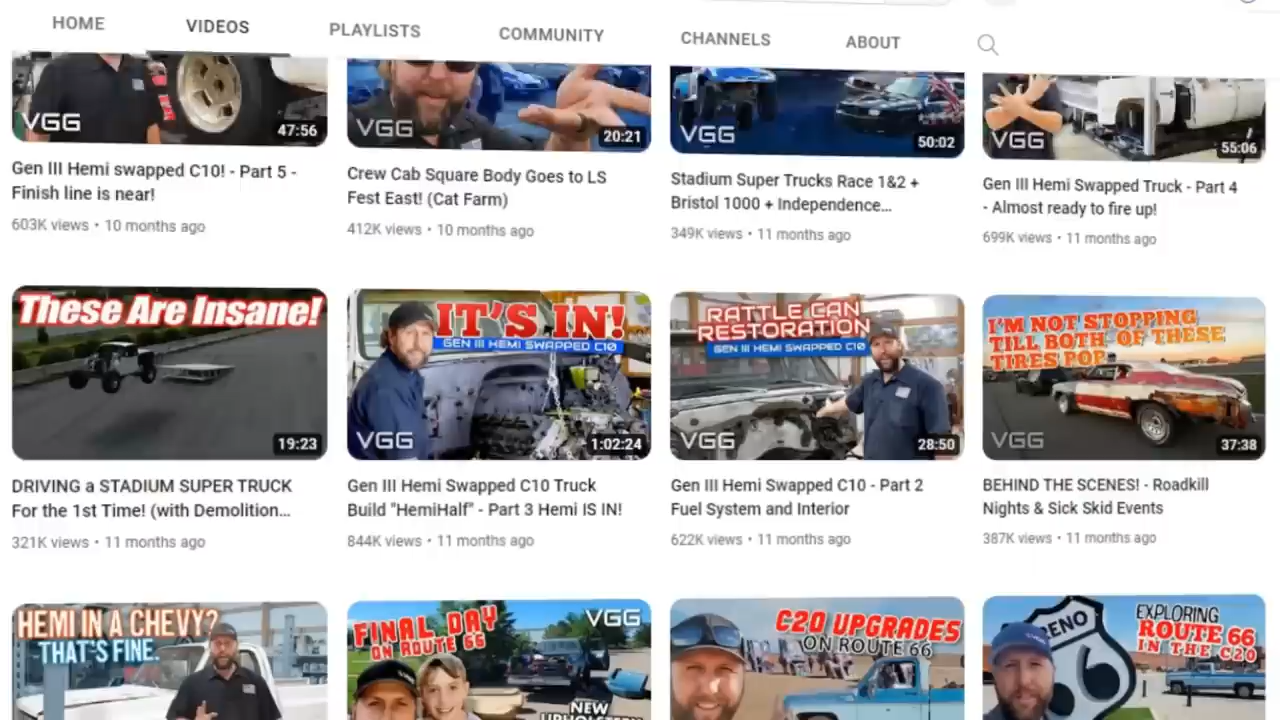 HOME VIDEOS PLAYLISTS COMMUNITY CHANNELS ABOUT
VGG 47:56
VGG 20:21
VGG 50:02
VGG 55:06
Gen III Hemi swapped C10! - Part 5 -
Finish line is near!
603K views • 10 months ago
Crew Cab Square Body Goes to LS
Fest East! (Cat Farm)
412K views • 10 months ago
Stadium Super Trucks Race 1&2 +
Bristol 1000 + Independence...
349K views • 11 months ago
Gen III Hemi Swapped Truck - Part 4
- Almost ready to fire up!
699K views • 11 months ago
These Are Insane!
19:23
IT'S IN!
GEN III HEMI SWAPPED C10
VGG 1:02:24
RATTLE CAN
RESTORATION
GEN III HEMI SWAPPED C10
VGG 28:50
I'M NOT STOPPING
TILL BOTH OF THESE
TIRES POP
VGG 37:38
DRIVING a STADIUM SUPER TRUCK
For the 1st Time! (with Demolition...
321K views • 11 months ago
Gen III Hemi Swapped C10 Truck
Build "HemiHalf" - Part 3 Hemi IS IN!
844K views • 11 months ago
Gen III Hemi Swapped C10 - Part 2
Fuel System and Interior
622K views • 11 months ago
BEHIND THE SCENES! - Roadkill
Nights & Sick Skid Events
387K views • 11 months ago
HEMI IN A CHEVY?
THAT'S FINE.
FINAL DAY
ON ROUTE 66
VGG
NEW
UPHOLSTERY
C20 UPGRADES
ON ROUTE 66
ENO
66
EXPLORING
ROUTE 66
IN THE C20